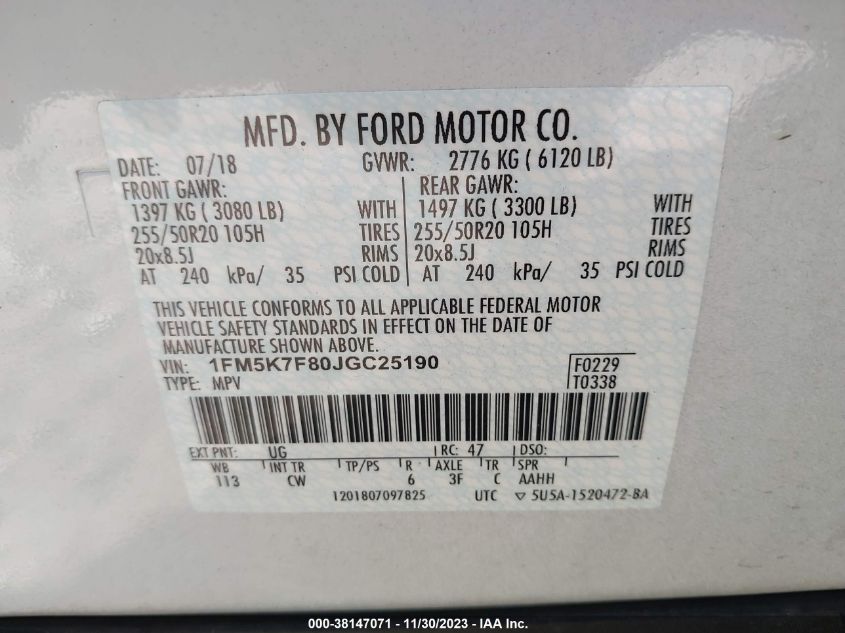 MFD. BY FORD MOTOR CO.
DATE: 07/18 GVWR: 2776 KG ( 6120 LB)
FRONT GAWR: REAR GAWR:
1397 KG ( 3080 LB) WITH 1497 KG ( 3300 LB) WITH
255/50R20 105H TIRES 255/50R20 105H TIRES
20x8.5J RIMS 20x8.5J RIMS
AT 240 kPa/ 35 PSI COLD AT 240 kPa/ 35 PSI COLD
THIS VEHICLE CONFORMS TO ALL APPLICABLE FEDERAL MOTOR
VEHICLE SAFETY STANDARDS IN EFFECT ON THE DATE OF
MANUFACTURE SHOWN ABOVE.
VIN: 1FM5K7F80JGC25190 F0229
TYPE: MPV T0338
EXT PNT: UG RC: 47 DSO:
WB INT TR TP/PS R AXLE TR SPR
113 CW 6 3F C AAHH
1201807097825 UTC ▽ 5U5A-1520472-BA
000-38147071 - 11/30/2023 - IAA Inc.